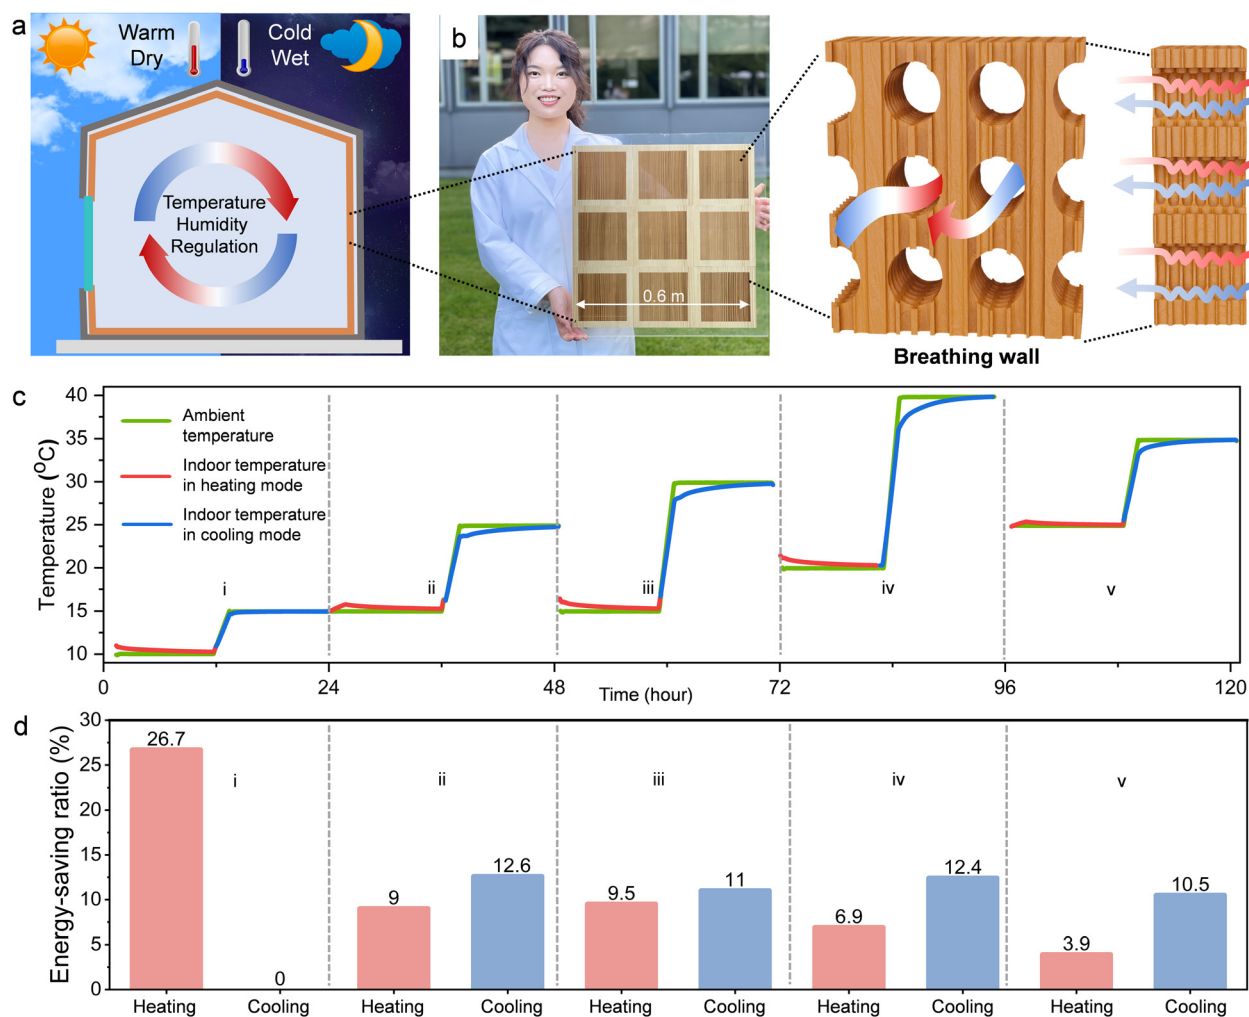 a
Warm
Dry
Cold
Wet
Temperature
Humidity
Regulation
b
0.6 m
Breathing wall
c
Temperature (°C)
40
35
30
25
20
15
10
Ambient
temperature
Indoor temperature
in heating mode
Indoor temperature
in cooling mode
i
ii
iii
iv
v
0
24
48
72
96
120
Time (hour)
d
Energy-saving ratio (%)
30
25
20
15
10
5
0
26.7
0
9
12.6
9.5
11
6.9
12.4
3.9
10.5
i
ii
iii
iv
v
Heating
Cooling
Heating
Cooling
Heating
Cooling
Heating
Cooling
Heating
Cooling